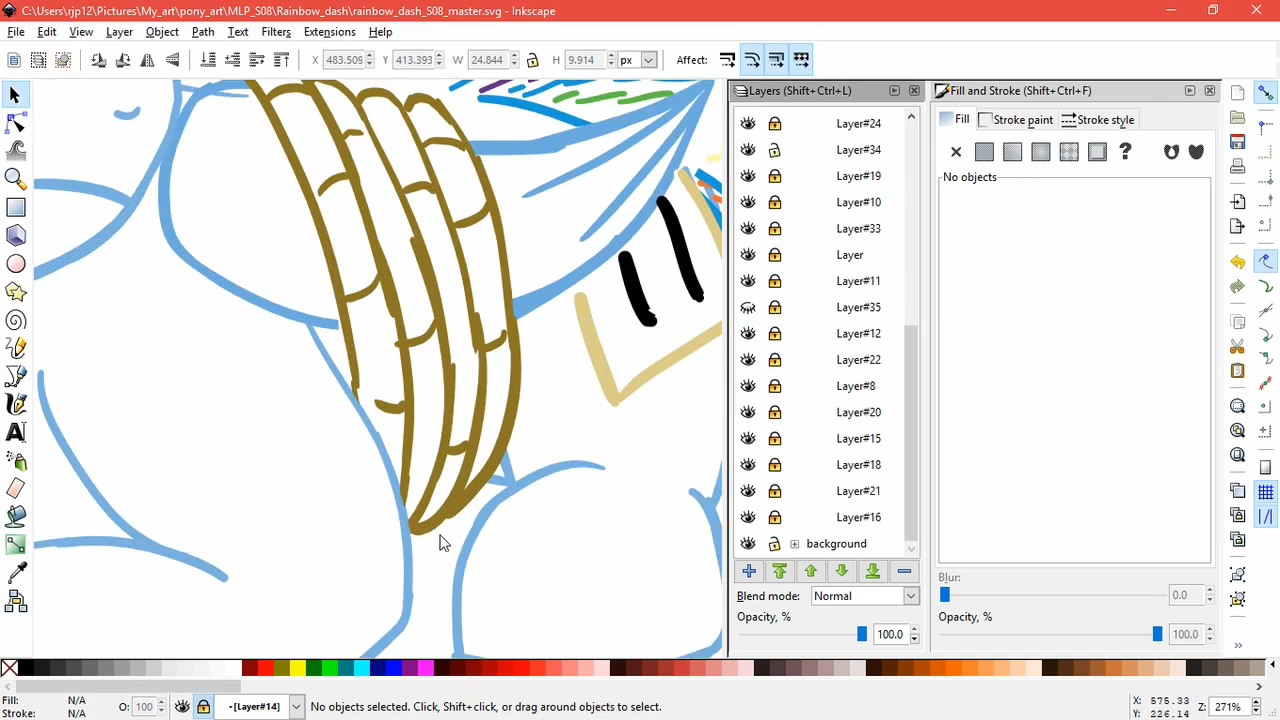 C:\Users\rjp12\Pictures\My_art\pony_art\MLP_S08\Rainbow_dash\rainbow_dash_S08_master.svg - Inkscape
File Edit View Layer Object Path Text Filters Extensions Help
X 483.509 Y 413.393 W 24.844 H 9.914 px Affect:
Layers (Shift+Ctrl+L)
Layer#24
Layer#34
Layer#19
Layer#10
Layer#33
Layer
Layer#11
Layer#35
Layer#12
Layer#22
Layer#8
Layer#20
Layer#15
Layer#18
Layer#21
Layer#16
background
Blend mode: Normal
Opacity, %
100.0
Fill and Stroke (Shift+Ctrl+F)
Fill Stroke paint Stroke style
?
No objects
Blur:
0.0
Opacity, %
100.0
Fill: N/A
Stroke: N/A
O: 100
-[Layer#14]
No objects selected. Click, Shift+click, or drag around objects to select.
X: 575.33
Y: 226.14
Z: 271%